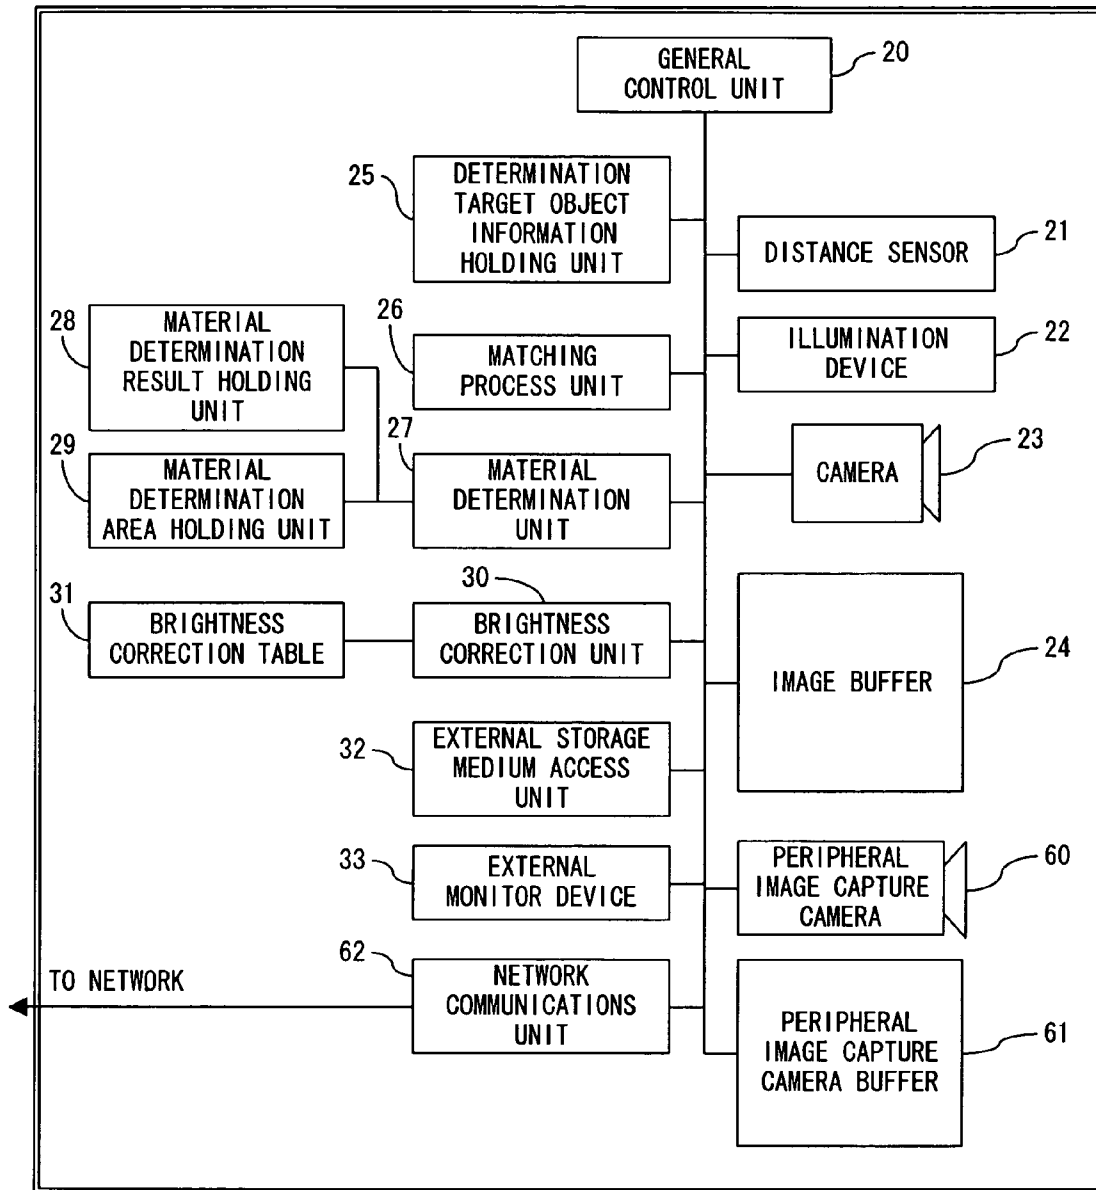 GENERAL
CONTROL UNIT
20
DETERMINATION
TARGET OBJECT
INFORMATION
HOLDING UNIT
25
DISTANCE SENSOR
21
MATERIAL
DETERMINATION
RESULT HOLDING
UNIT
28
MATCHING
PROCESS UNIT
26
ILLUMINATION
DEVICE
22
MATERIAL
DETERMINATION
AREA HOLDING UNIT
29
MATERIAL
DETERMINATION
UNIT
27
CAMERA
23
BRIGHTNESS
CORRECTION TABLE
31
BRIGHTNESS
CORRECTION UNIT
30
IMAGE BUFFER
24
EXTERNAL STORAGE
MEDIUM ACCESS
UNIT
32
EXTERNAL
MONITOR DEVICE
33
PERIPHERAL
IMAGE CAPTURE
CAMERA
60
TO NETWORK
NETWORK
COMMUNICATIONS
UNIT
62
PERIPHERAL
IMAGE CAPTURE
CAMERA BUFFER
61